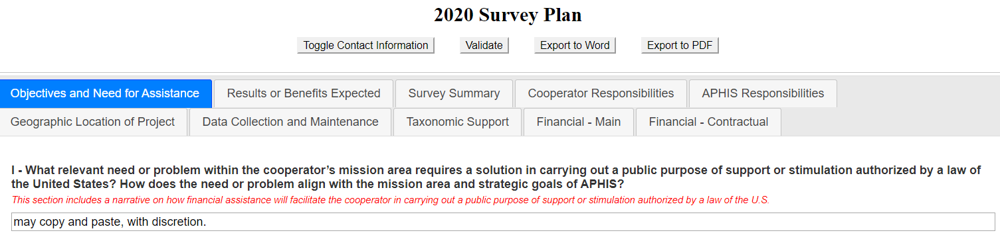 2020 Survey Plan
Toggle Contact Information Validate Export to Word Export to PDF
Objectives and Need for Assistance Results or Benefits Expected Survey Summary Cooperator Responsibilities APHIS Responsibilities
Geographic Location of Project Data Collection and Maintenance Taxonomic Support Financial - Main Financial - Contractual
I - What relevant need or problem within the cooperator’s mission area requires a solution in carrying out a public purpose of support or stimulation authorized by a law of
the United States? How does the need or problem align with the mission area and strategic goals of APHIS?
This section includes a narrative on how financial assistance will facilitate the cooperator in carrying out a public purpose of support or stimulation authorized by a law of the U.S.
may copy and paste, with discretion.